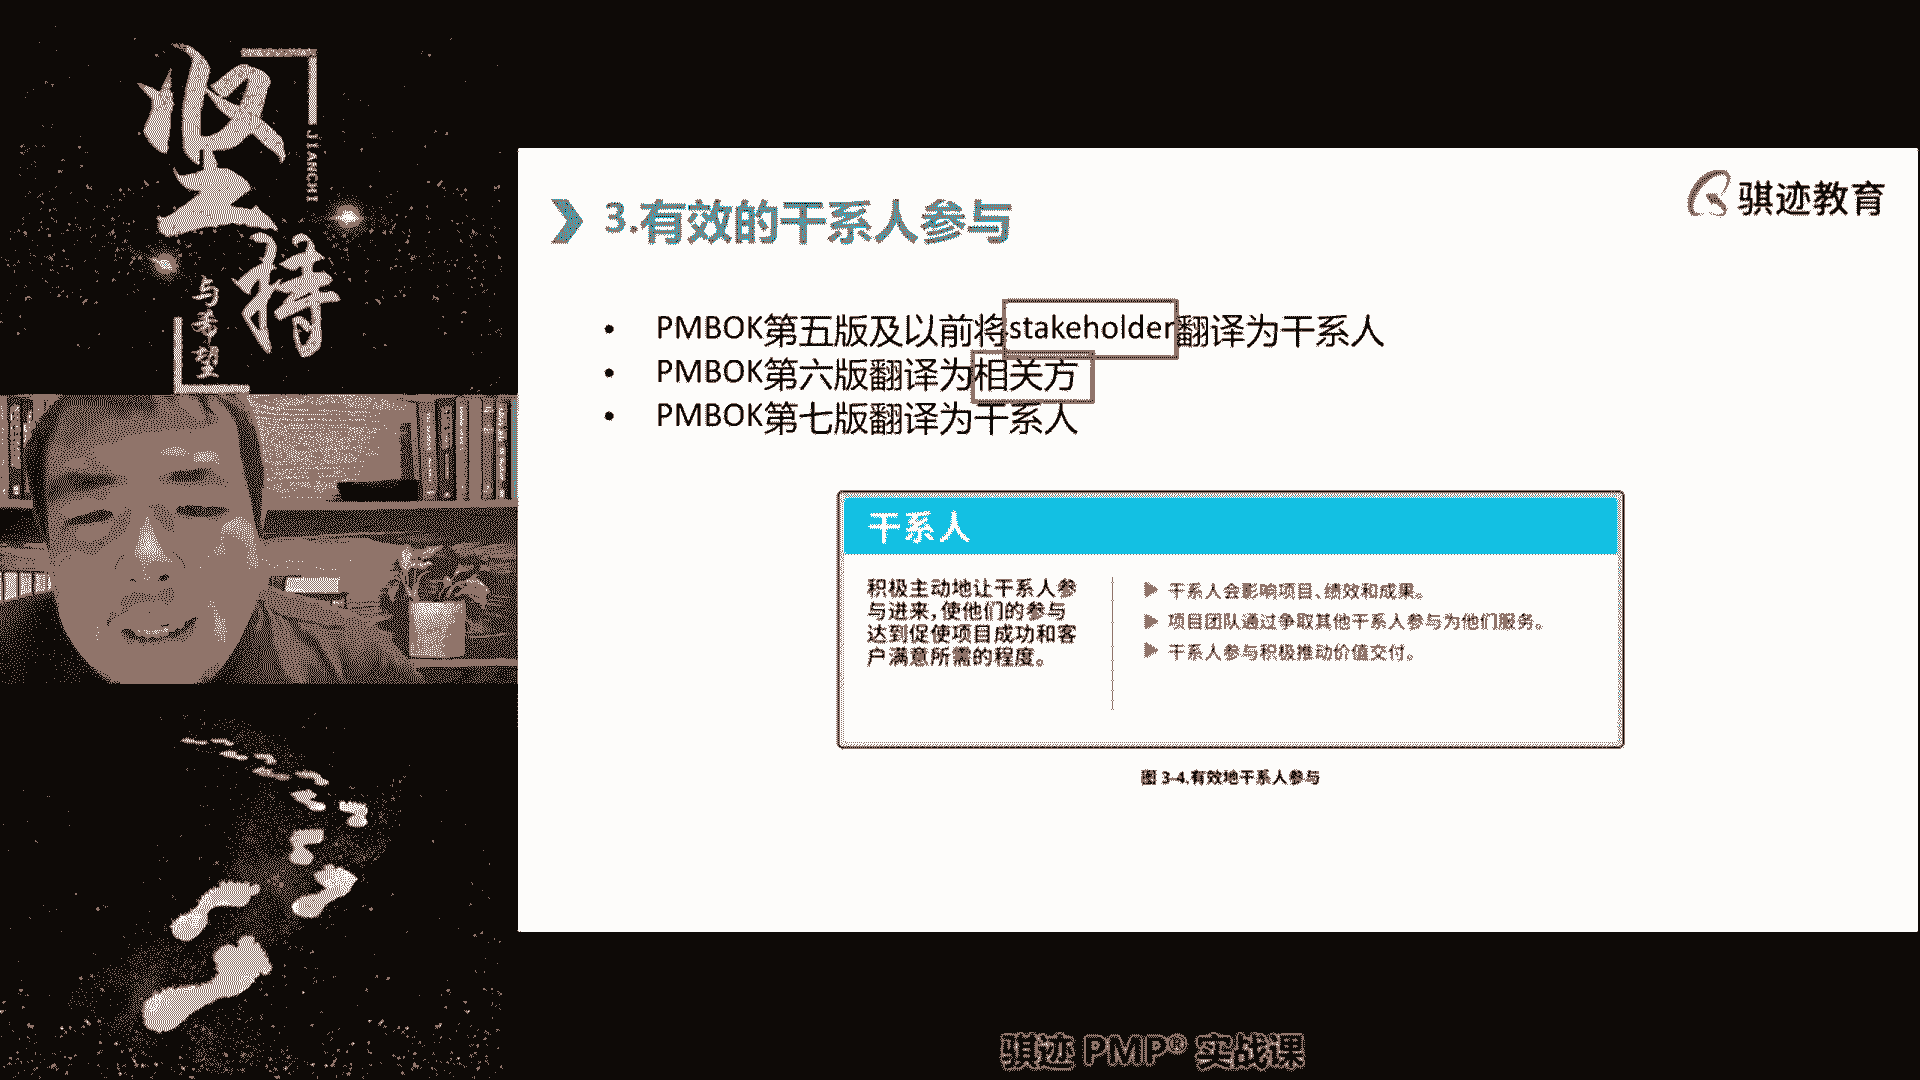 坚持
JIANCHI
与希望
骐迹教育
3.有效的干系人参与
• PMBOK第五版及以前将stakeholder翻译为干系人
• PMBOK第六版翻译为相关方
• PMBOK第七版翻译为干系人
干系人
积极主动地让干系人参
与进来,使他们的参与
达到促使项目成功和客
户满意所需的程度。
干系人会影响项目、绩效和成果。
项目团队通过争取其他干系人参与为他们服务。
干系人参与积极推动价值交付。
图 3-4.有效地干系人参与
骐迹 PMP® 实战课